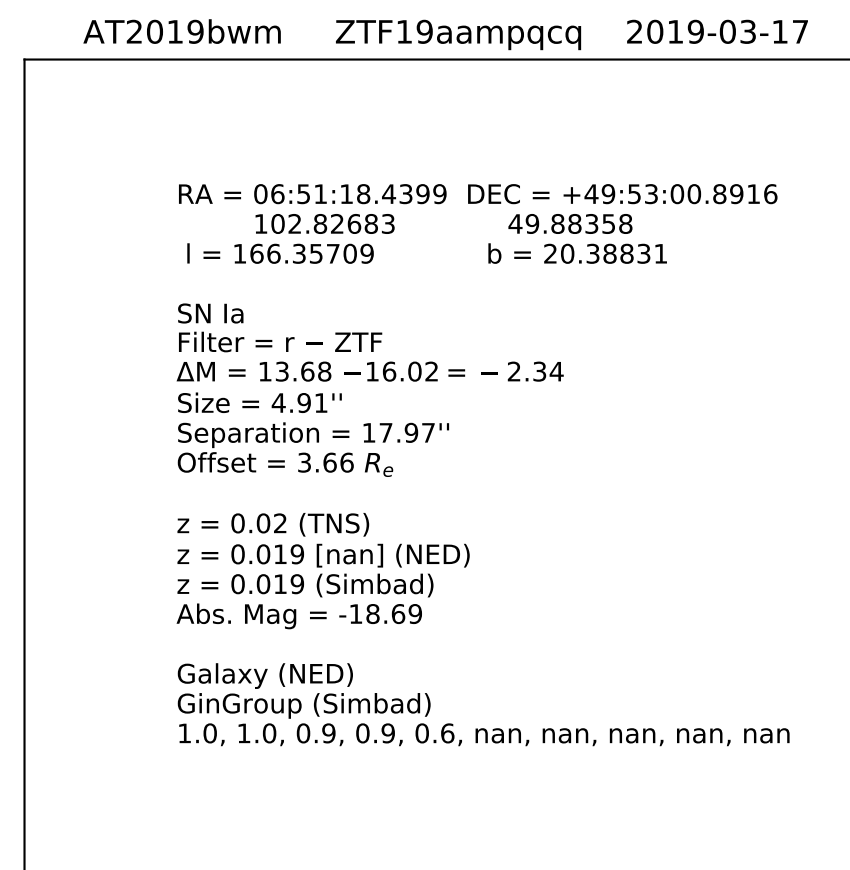 AT2019bwm ZTF19aampqcq 2019-03-17
RA = 06:51:18.4399 DEC = +49:53:00.8916
102.82683 49.88358
l = 166.35709 b = 20.38831
SN Ia
Filter = r − ZTF
ΔM = 13.68 −16.02 = − 2.34
Size = 4.91''
Separation = 17.97''
Offset = 3.66 Re
z = 0.02 (TNS)
z = 0.019 [nan] (NED)
z = 0.019 (Simbad)
Abs. Mag = -18.69
Galaxy (NED)
GinGroup (Simbad)
1.0, 1.0, 0.9, 0.9, 0.6, nan, nan, nan, nan, nan